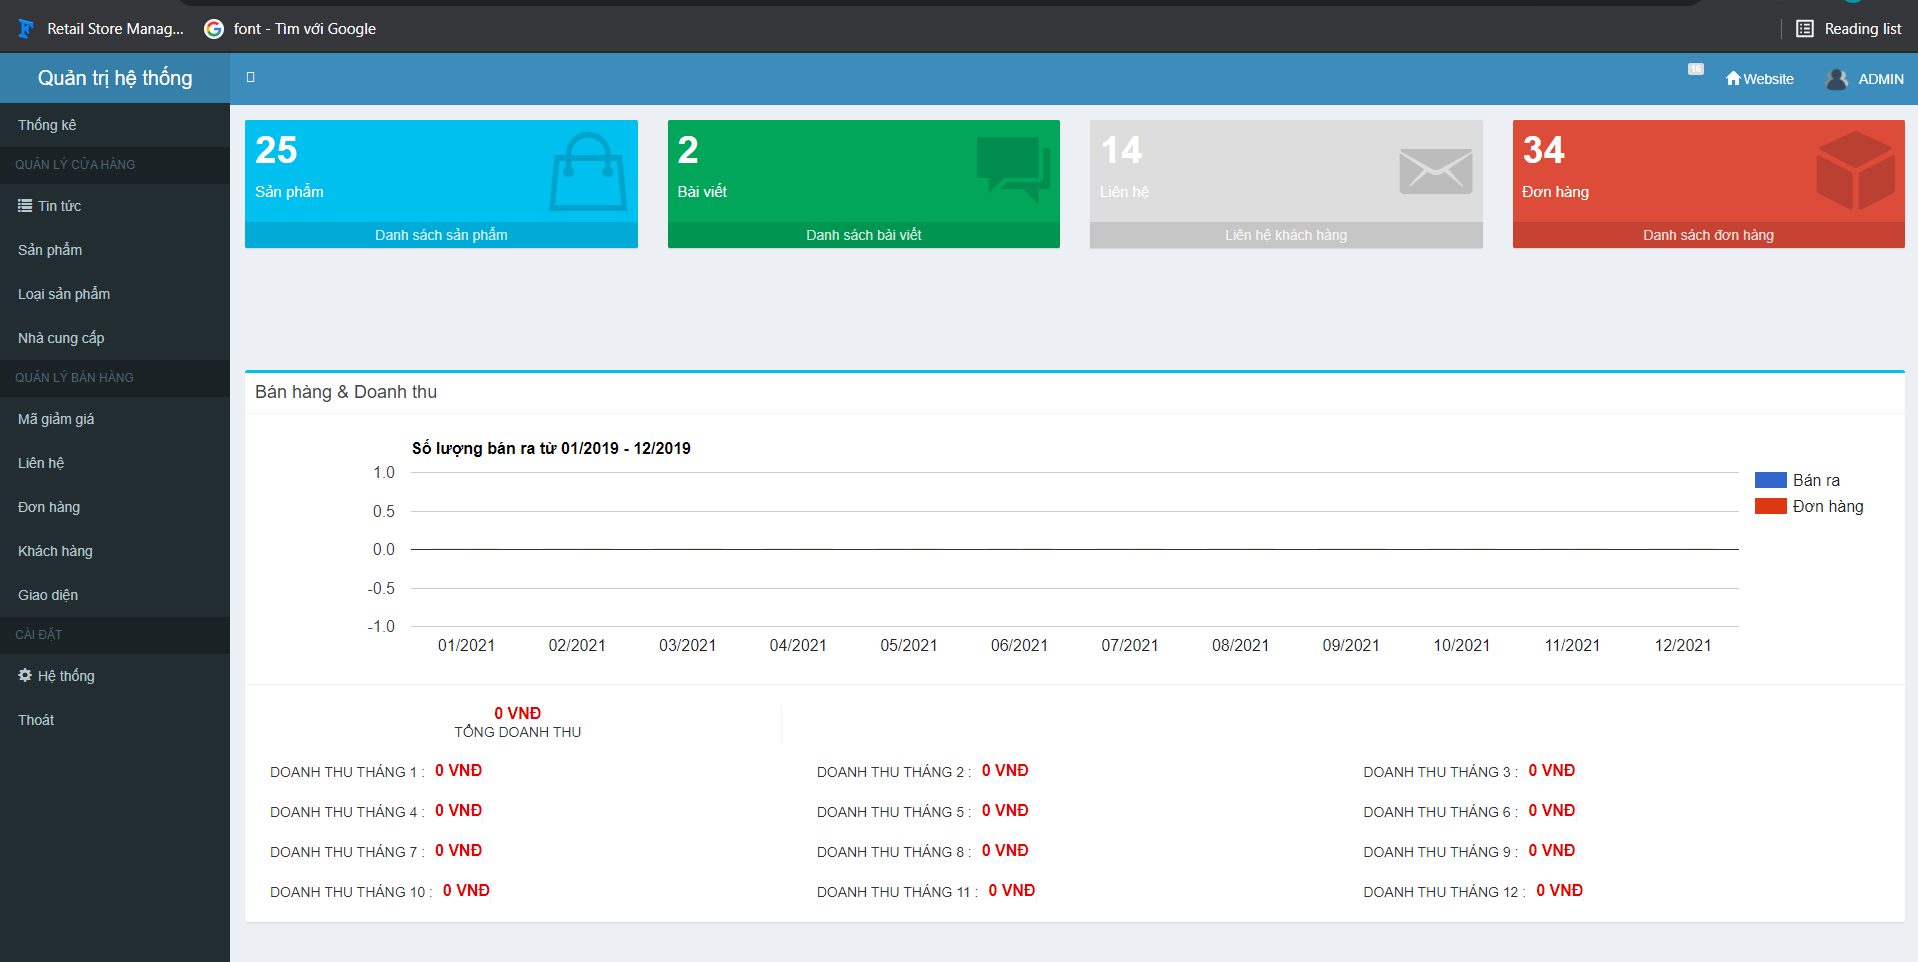 Retail Store Manag...
font - Tìm với Google
Reading list
Quản trị hệ thống
16
Website
ADMIN
Thống kê
QUẢN LÝ CỬA HÀNG
Tin tức
Sản phẩm
Loại sản phẩm
Nhà cung cấp
QUẢN LÝ BÁN HÀNG
Mã giảm giá
Liên hệ
Đơn hàng
Khách hàng
Giao diện
CÀI ĐẶT
Hệ thống
Thoát
25
Sản phẩm
Danh sách sản phẩm
2
Bài viết
Danh sách bài viết
14
Liên hệ
Liên hệ khách hàng
34
Đơn hàng
Danh sách đơn hàng
Bán hàng & Doanh thu
Số lượng bán ra từ 01/2019 - 12/2019
1.0
0.5
0.0
-0.5
-1.0
01/2021 02/2021 03/2021 04/2021 05/2021 06/2021 07/2021 08/2021 09/2021 10/2021 11/2021 12/2021
Bán ra
Đơn hàng
0 VNĐ
TỔNG DOANH THU
DOANH THU THÁNG 1 : 0 VNĐ
DOANH THU THÁNG 2 : 0 VNĐ
DOANH THU THÁNG 3 : 0 VNĐ
DOANH THU THÁNG 4 : 0 VNĐ
DOANH THU THÁNG 5 : 0 VNĐ
DOANH THU THÁNG 6 : 0 VNĐ
DOANH THU THÁNG 7 : 0 VNĐ
DOANH THU THÁNG 8 : 0 VNĐ
DOANH THU THÁNG 9 : 0 VNĐ
DOANH THU THÁNG 10 : 0 VNĐ
DOANH THU THÁNG 11 : 0 VNĐ
DOANH THU THÁNG 12 : 0 VNĐ